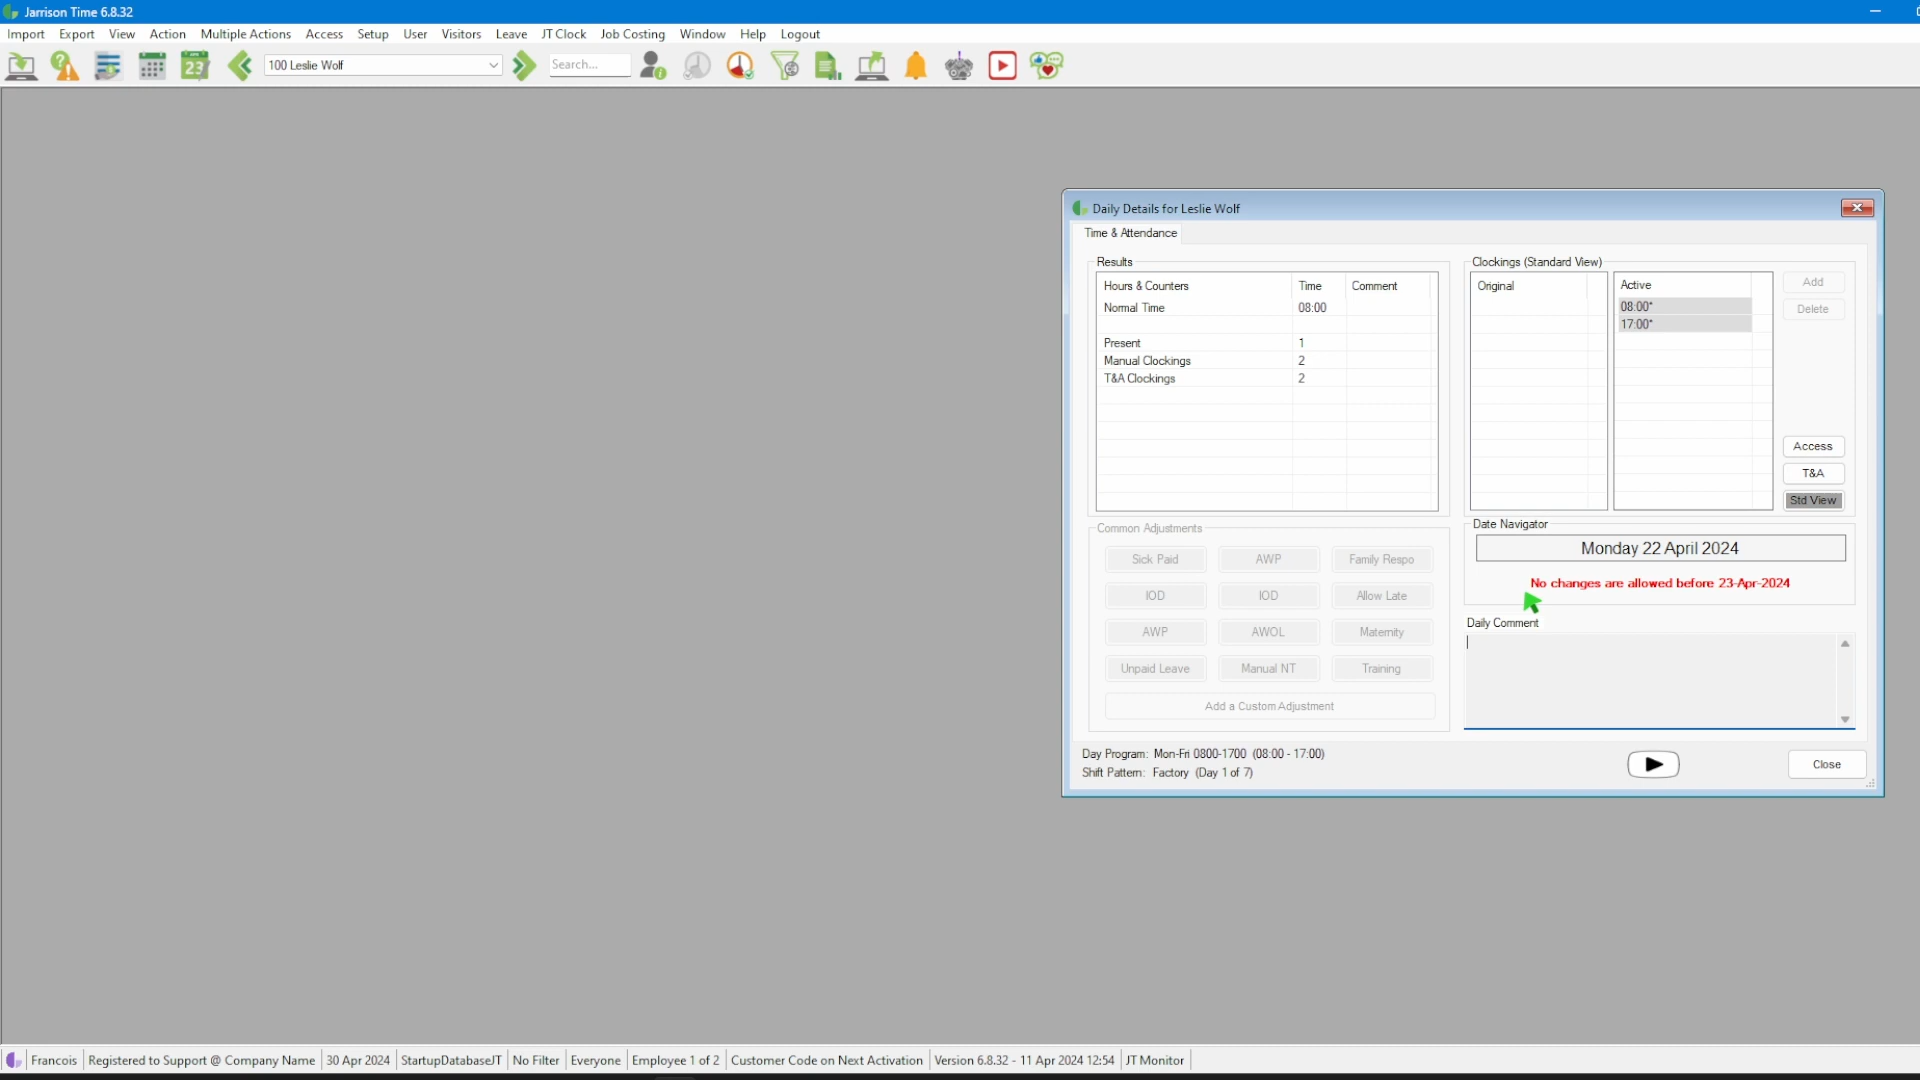 Jarrison Time 6.8.32
Import Export View Action Multiple Actions Access Setup User Visitors Leave JT Clock Job Costing Window Help Logout
23 100 Leslie Wolf Search...
Daily Details for Leslie Wolf
Time & Attendance
Results
Hours & Counters Time Comment
Normal Time 08:00
Present 1
Manual Clockings 2
T&A Clockings 2
Clockings (Standard View)
Original Active
08:00*
17:00*
Add
Delete
Access
T&A
Std View
Common Adjustments
Sick Paid AWP Family Respo
IOD IOD Allow Late
AWP AWOL Maternity
Unpaid Leave Manual NT Training
Add a Custom Adjustment
Date Navigator
Monday 22 April 2024
No changes are allowed before 23-Apr-2024
Daily Comment
Day Program: Mon-Fri 0800-1700 (08:00 - 17:00)
Shift Pattern: Factory (Day 1 of 7)
Close
Francois Registered to Support @ Company Name 30 Apr 2024 StartupDatabaseJT No Filter Everyone Employee 1 of 2 Customer Code on Next Activation Version 6.8.32 - 11 Apr 2024 12:54 JT Monitor